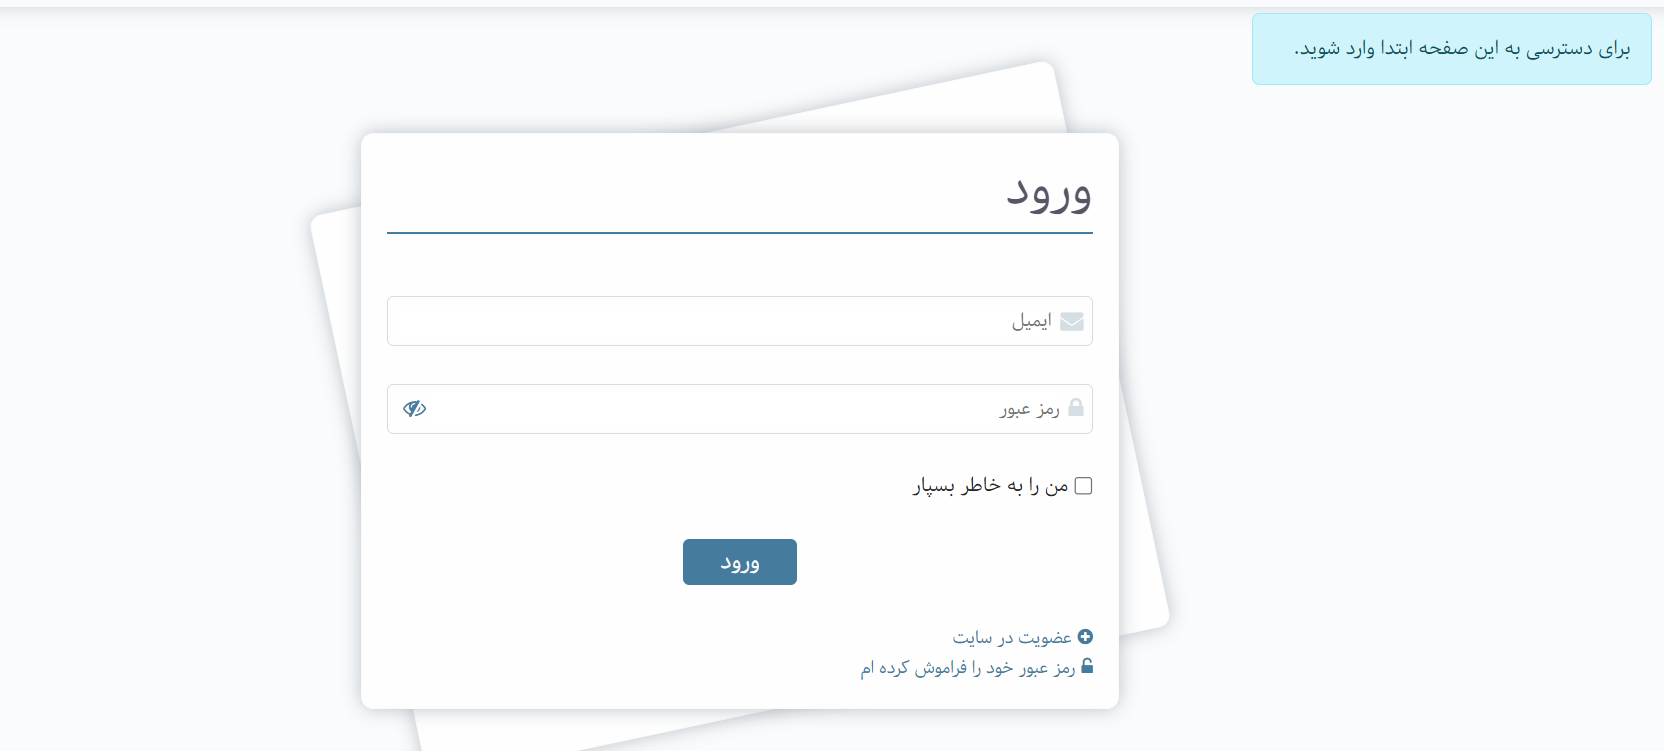 برای دسترسی به این صفحه ابتدا وارد شوید.
ورود
ایمیل
رمز عبور
من را به خاطر بسپار
ورود
عضویت در سایت
رمز عبور خود را فراموش کرده ام